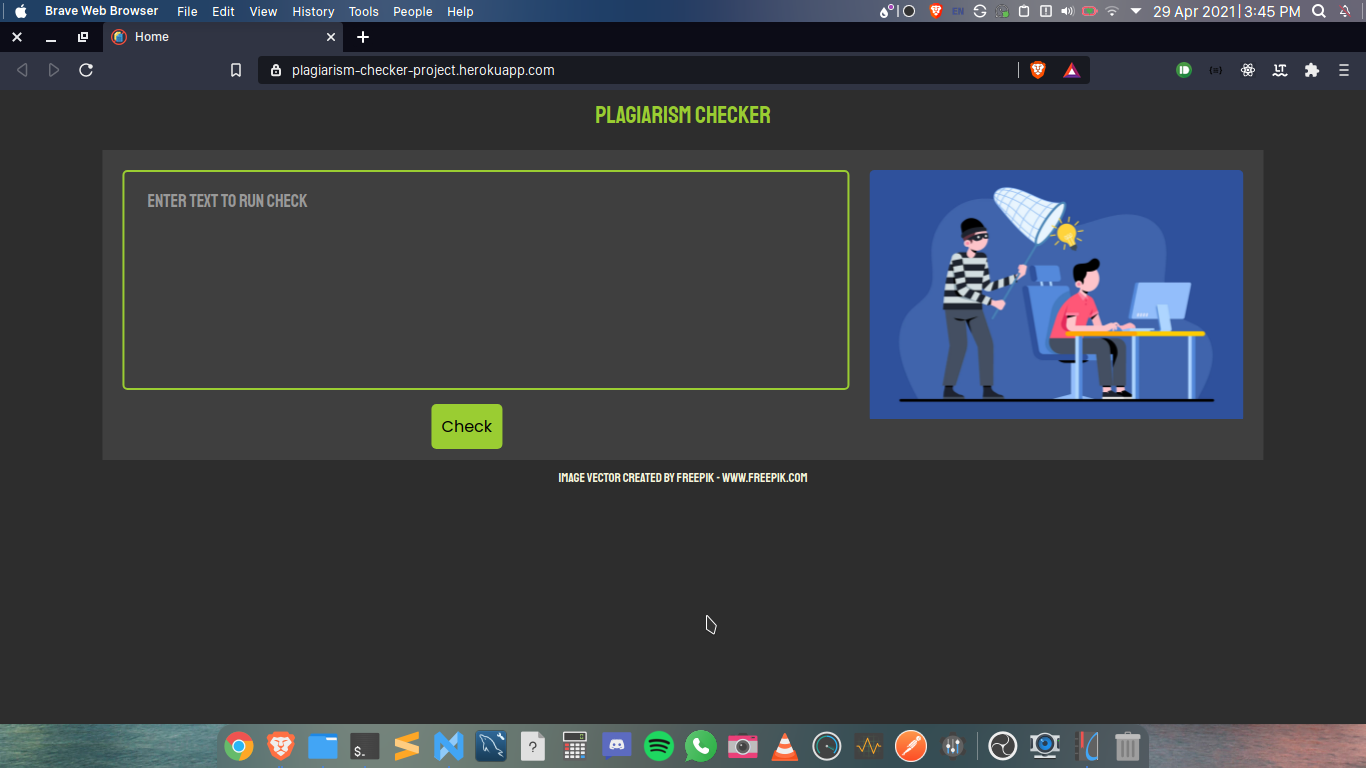 Brave Web Browser File Edit View History Tools People Help EN 29 Apr 2021 | 3:45 PM
Home
plagiarism-checker-project.herokuapp.com
PLAGIARISM CHECKER
ENTER TEXT TO RUN CHECK
Check
IMAGE VECTOR CREATED BY FREEPIK - WWW.FREEPIK.COM
$_
?